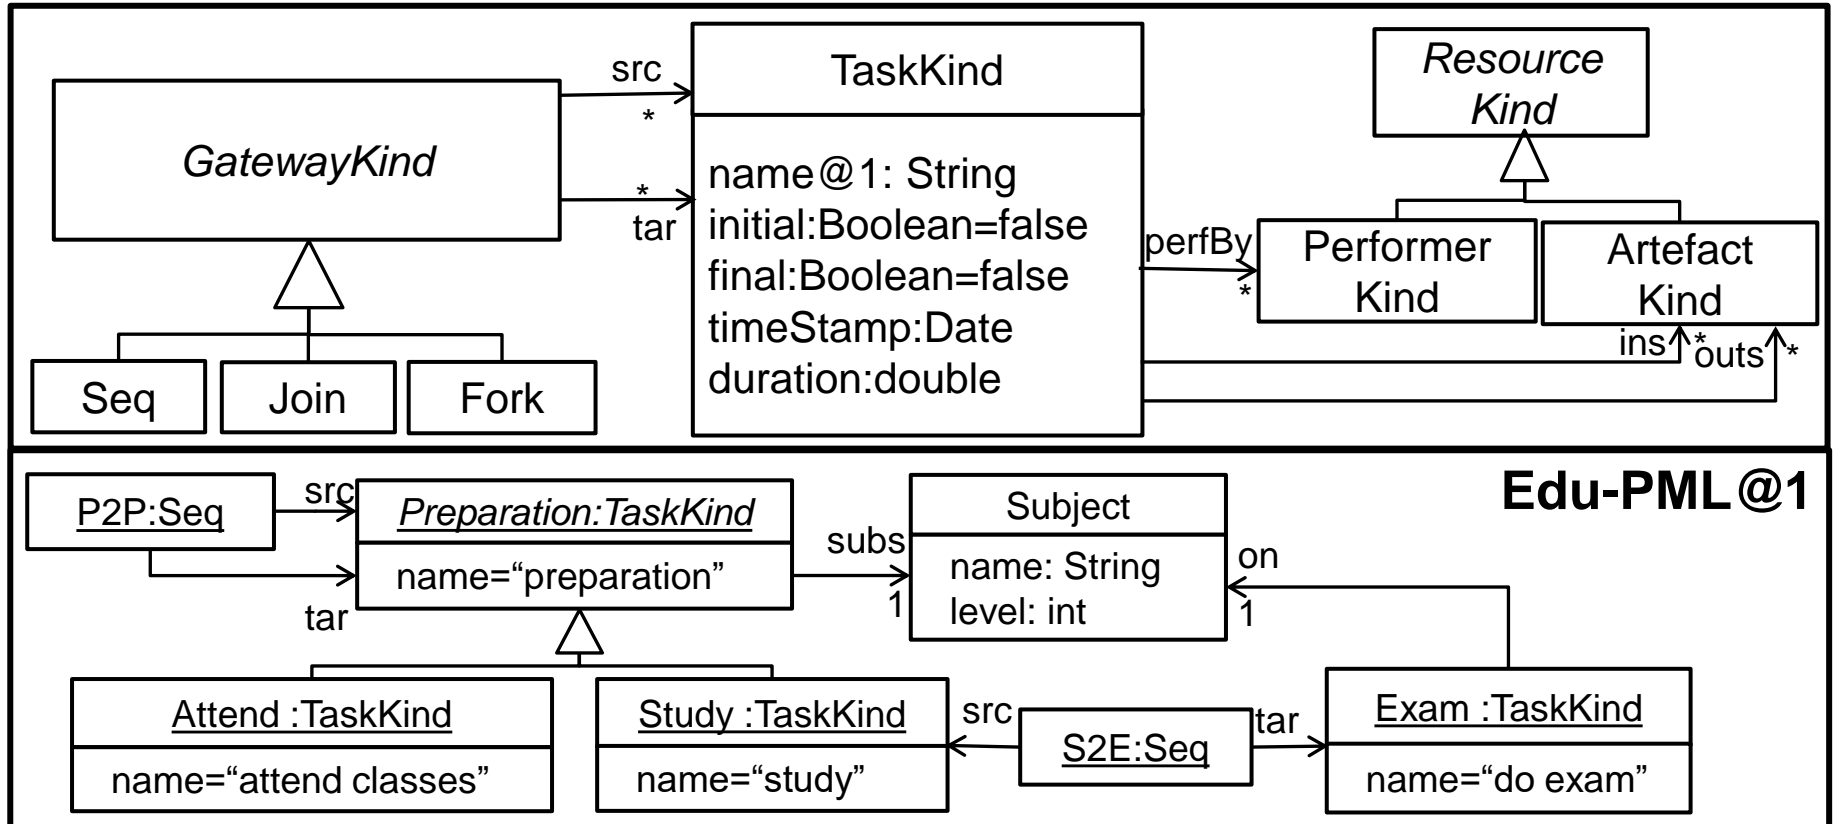 GatewayKind
src
*
*
tar
TaskKind
name@1: String
initial:Boolean=false
final:Boolean=false
timeStamp:Date
duration:double
Resource
Kind
perfBy
*
Performer
Kind
Artefact
Kind
ins
*
outs
*
Seq
Join
Fork
Edu-PML@1
P2P:Seq
src
tar
Preparation:TaskKind
name=“preparation”
subs
1
Subject
name: String
level: int
on
1
Attend :TaskKind
name=“attend classes”
Study :TaskKind
name=“study”
src
S2E:Seq
tar
Exam :TaskKind
name=“do exam”